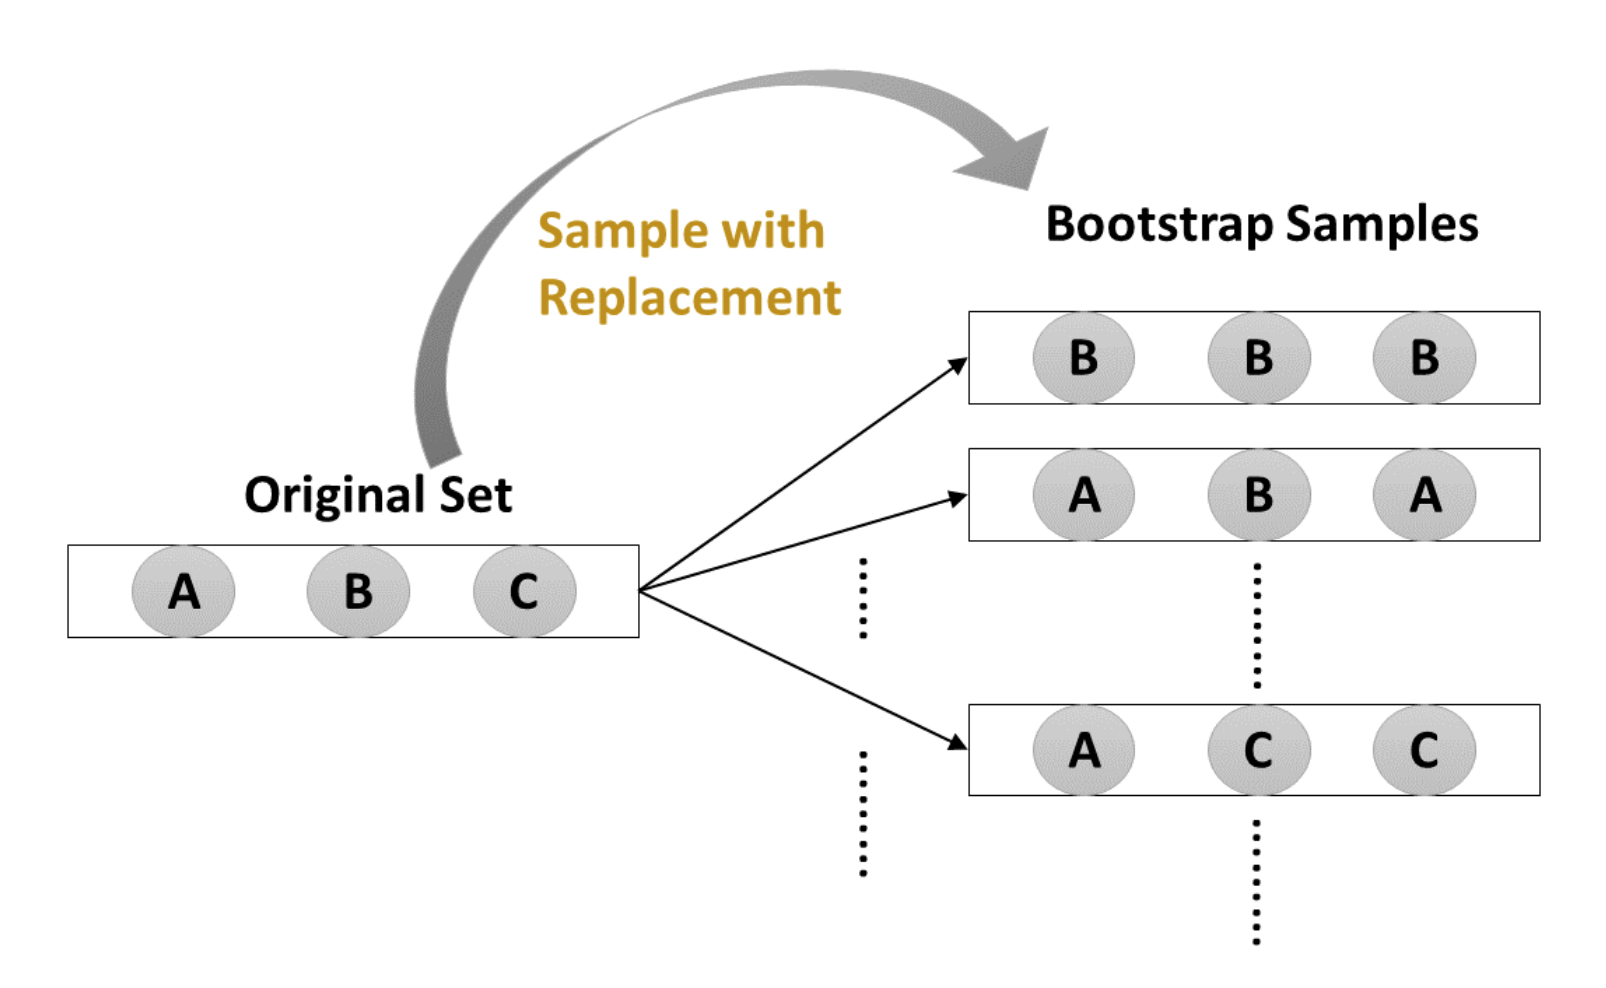 Sample with
Replacement
Bootstrap Samples
B B B
A B A
Original Set
A B C
A C C